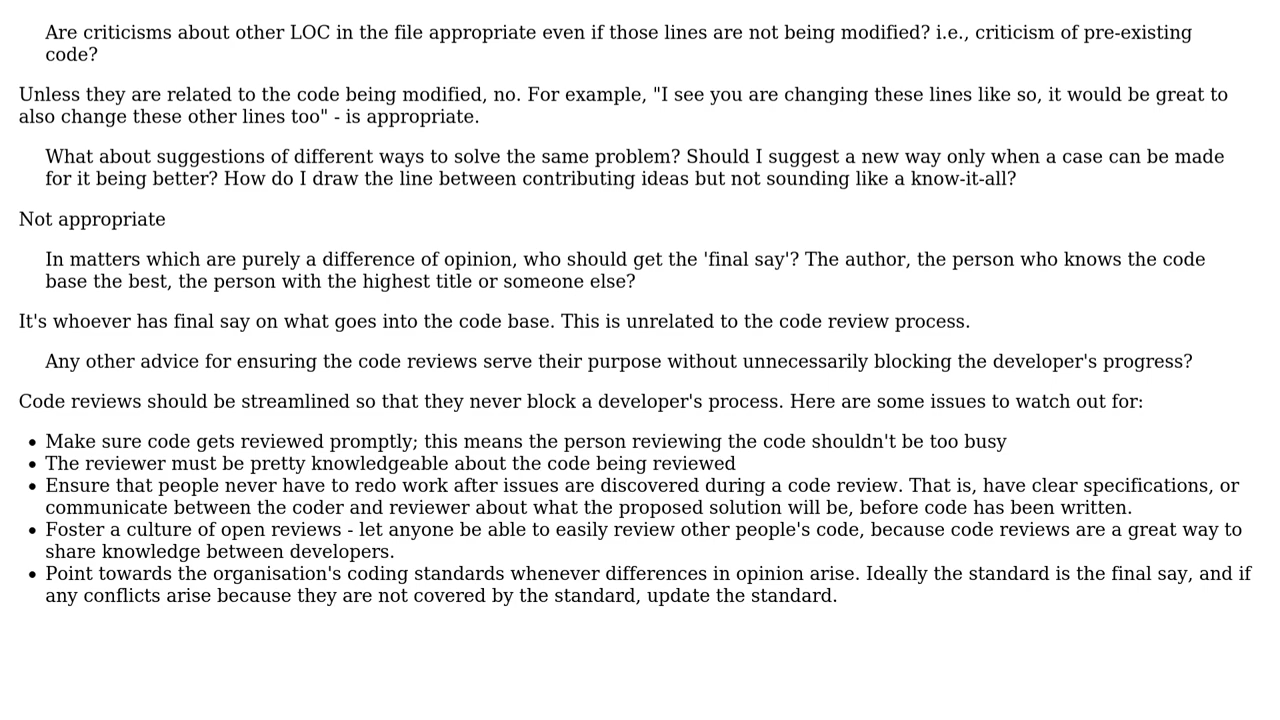 Are criticisms about other LOC in the file appropriate even if those lines are not being modified? i.e., criticism of pre-existing
code?
Unless they are related to the code being modified, no. For example, "I see you are changing these lines like so, it would be great to
also change these other lines too" - is appropriate.
What about suggestions of different ways to solve the same problem? Should I suggest a new way only when a case can be made
for it being better? How do I draw the line between contributing ideas but not sounding like a know-it-all?
Not appropriate
In matters which are purely a difference of opinion, who should get the 'final say'? The author, the person who knows the code
base the best, the person with the highest title or someone else?
It's whoever has final say on what goes into the code base. This is unrelated to the code review process.
Any other advice for ensuring the code reviews serve their purpose without unnecessarily blocking the developer's progress?
Code reviews should be streamlined so that they never block a developer's process. Here are some issues to watch out for:
• Make sure code gets reviewed promptly; this means the person reviewing the code shouldn't be too busy
• The reviewer must be pretty knowledgeable about the code being reviewed
• Ensure that people never have to redo work after issues are discovered during a code review. That is, have clear specifications, or
communicate between the coder and reviewer about what the proposed solution will be, before code has been written.
• Foster a culture of open reviews - let anyone be able to easily review other people's code, because code reviews are a great way to
share knowledge between developers.
• Point towards the organisation's coding standards whenever differences in opinion arise. Ideally the standard is the final say, and if
any conflicts arise because they are not covered by the standard, update the standard.